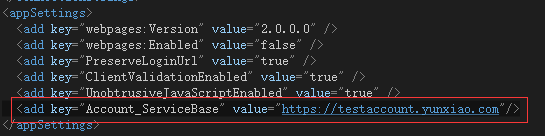 <appSettings>
<add key="webpages:Version" value="2.0.0.0" />
<add key="webpages:Enabled" value="false" />
<add key="PreserveLoginUrl" value="true" />
<add key="ClientValidationEnabled" value="true" />
<add key="UnobtrusiveJavaScriptEnabled" value="true" />
<add key="Account_ServiceBase" value="https://testaccount.yunxiao.com"/>
</appSettings>